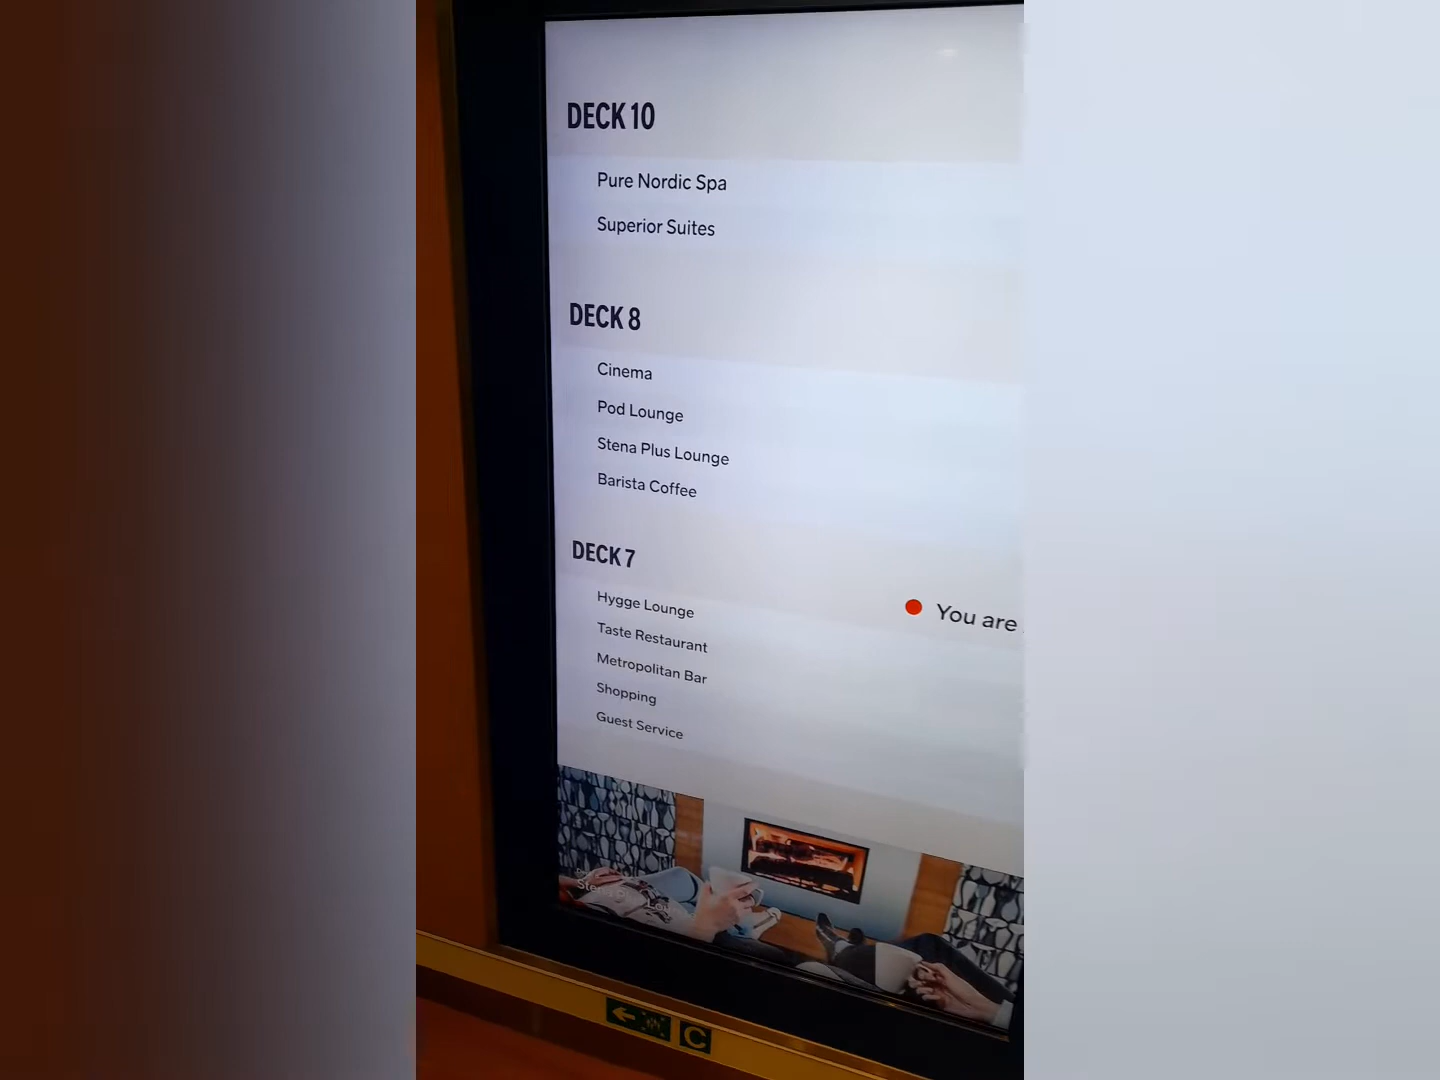 DECK 10
Pure Nordic Spa
Superior Suites
DECK 8
Cinema
Pod Lounge
Stena Plus Lounge
Barista Coffee
DECK 7
You are
Hygge Lounge
Taste Restaurant
Metropolitan Bar
Shopping
Guest Service
C